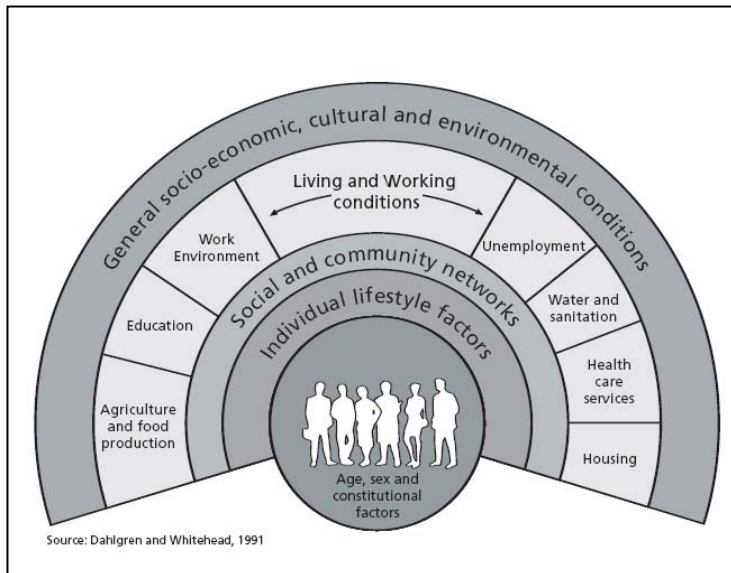 General socio-economic, cultural and environmental conditions
Living and Working
conditions
Work
Environment
Unemployment
Education
Water and
sanitation
Agriculture
and food
production
Health
care
services
Housing
Social and community networks
Individual lifestyle factors
Age, sex and
constitutional
factors
Source: Dahlgren and Whitehead, 1991